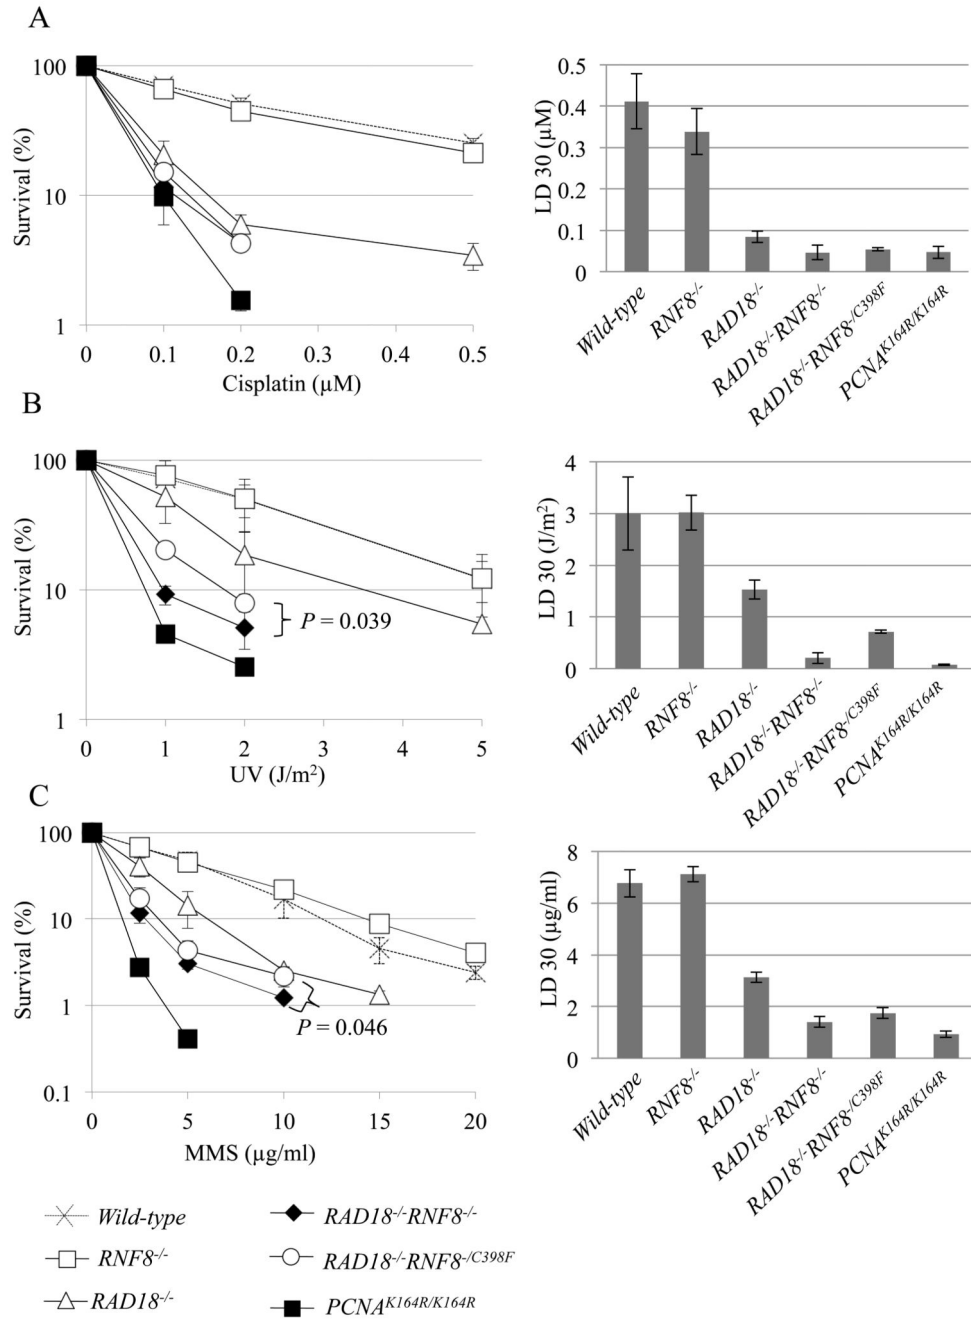 A
100
10
1
Survival (%)
0 0.1 0.2 0.3 0.4 0.5
Cisplatin (µM)
0.5
0.4
0.3
0.2
0.1
0
LD 30 (µM)
Wild-type
RNF8-/-
RAD18-/-
RAD18-/-RNF8-/-
RAD18-/-RNF8-/C398F
PCNAK164R/K164R
B
100
10
1
Survival (%)
P = 0.039
0 1 2 3 4 5
UV (J/m²)
4
3
2
1
0
LD 30 (J/m²)
Wild-type
RNF8-/-
RAD18-/-
RAD18-/-RNF8-/-
RAD18-/-RNF8-/C398F
PCNAK164R/K164R
C
100
10
1
0.1
Survival (%)
P = 0.046
0 5 10 15 20
MMS (µg/ml)
8
6
4
2
0
LD 30 (µg/ml)
Wild-type
RNF8-/-
RAD18-/-
RAD18-/-RNF8-/-
RAD18-/-RNF8-/C398F
PCNAK164R/K164R
Wild-type
RNF8-/-
RAD18-/-
RAD18-/-RNF8-/-
RAD18-/-RNF8-/C398F
PCNAK164R/K164R